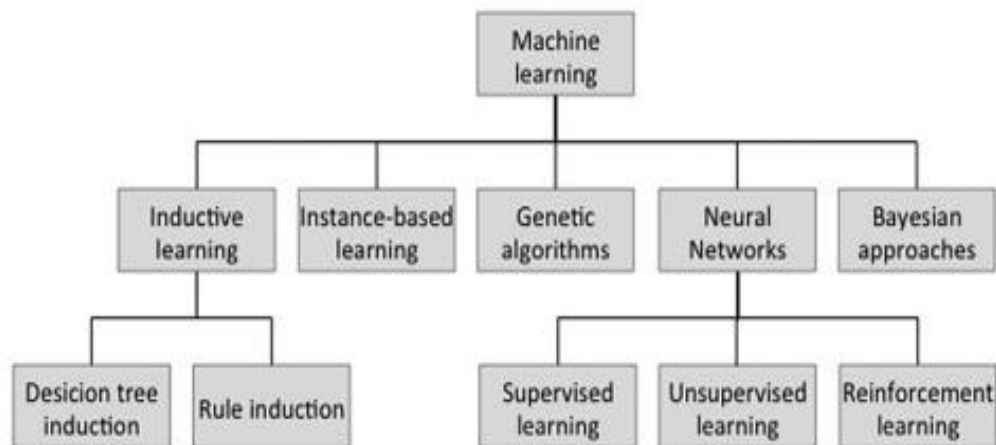 Machine
learning
Inductive
learning
Instance-based
learning
Genetic
algorithms
Neural
Networks
Bayesian
approaches
Desicion tree
induction
Rule induction
Supervised
learning
Unsupervised
learning
Reinforcement
learning